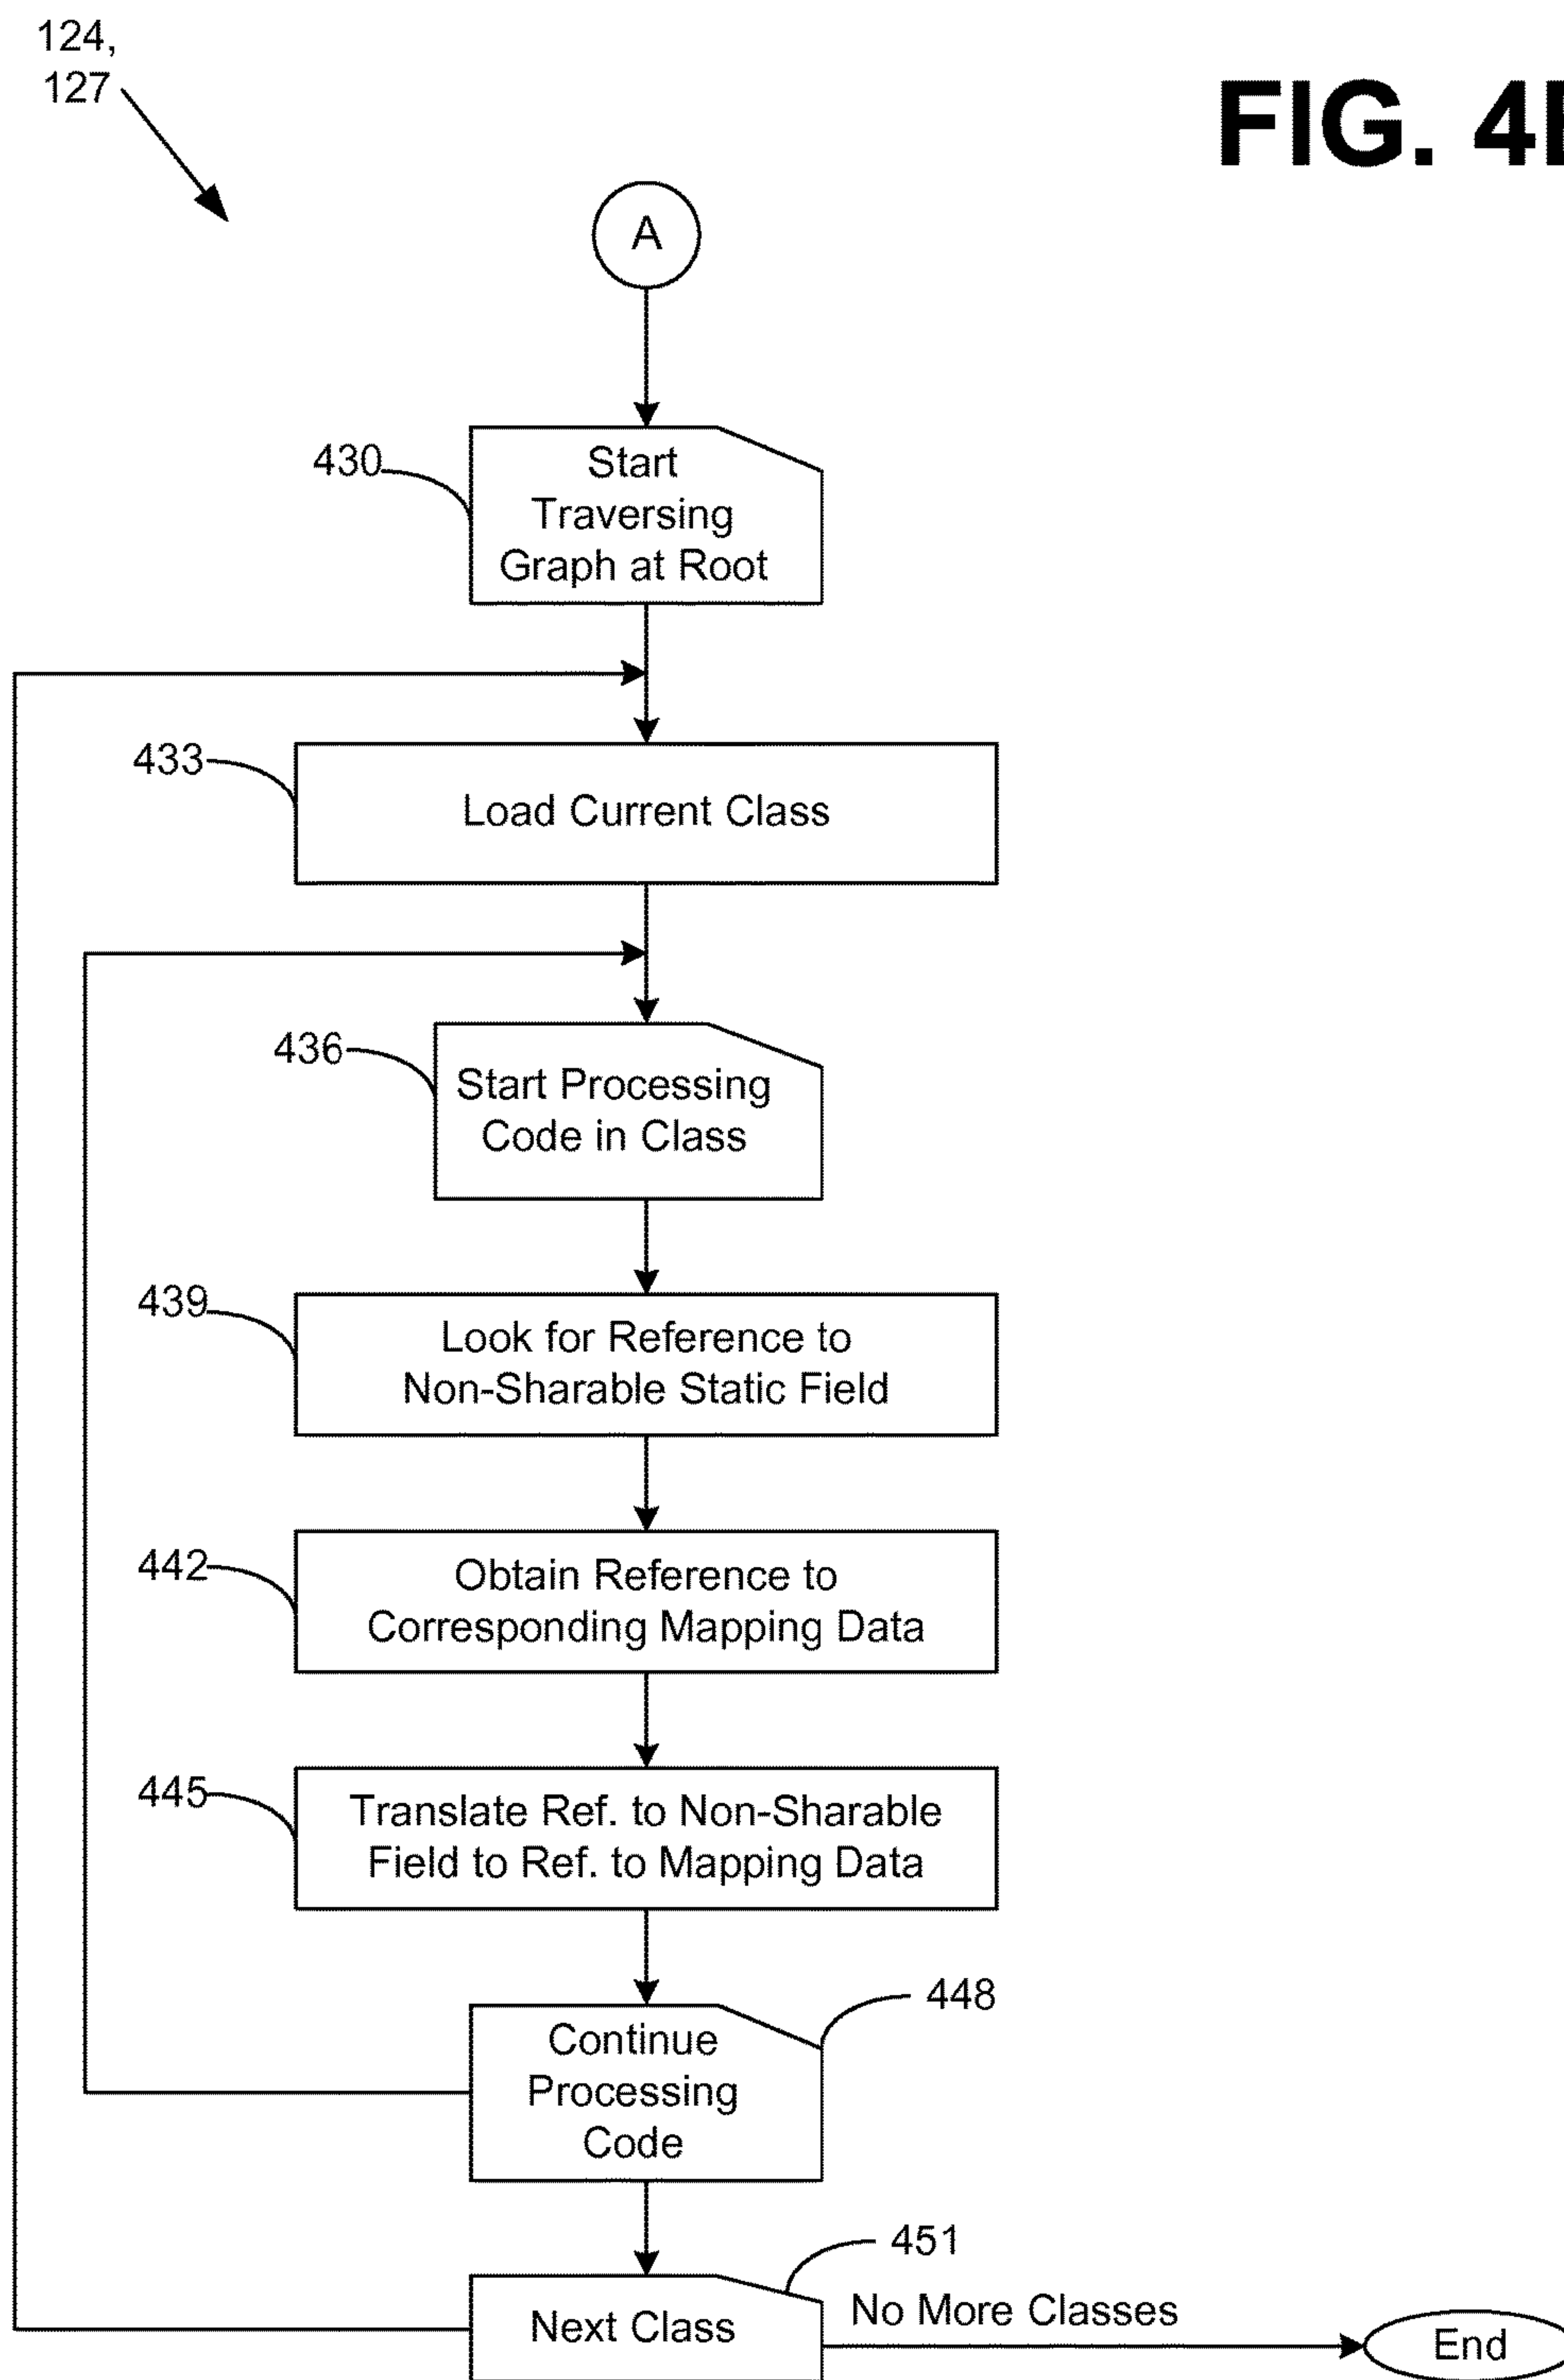 124,
127
FIG. 4
A
430
Start
Traversing
Graph at Root
433
Load Current Class
436
Start Processing
Code in Class
439
Look for Reference to
Non-Sharable Static Field
442
Obtain Reference to
Corresponding Mapping Data
445
Translate Ref. to Non-Sharable
Field to Ref. to Mapping Data
448
Continue
Processing
Code
451
Next Class
No More Classes
End